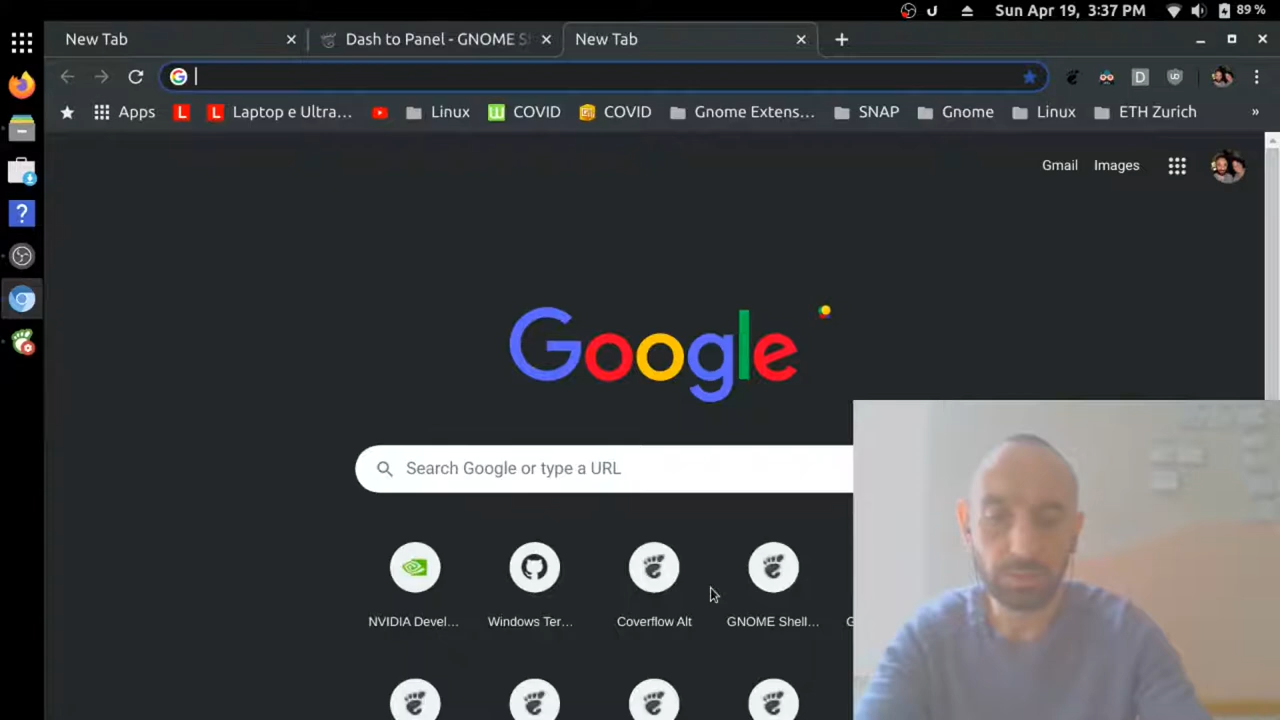 Sun Apr 19, 3:37 PM 89 %
New Tab Dash to Panel - GNOME S New Tab
Apps L L Laptop e Ultra... Linux COVID COVID Gnome Extens... SNAP Gnome Linux ETH Zurich »
Gmail Images
Google
Search Google or type a URL
NVIDIA Devel... Windows Ter... Coverflow Alt GNOME Shell...